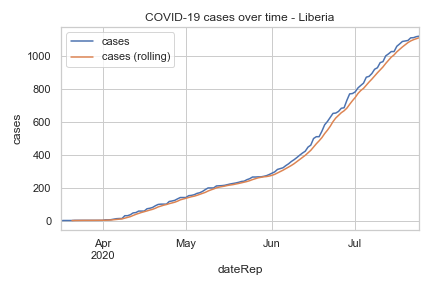 COVID-19 cases over time - Liberia
cases
cases (rolling)
1000
800
600
400
200
0
cases
Apr
2020
May
Jun
Jul
dateRep